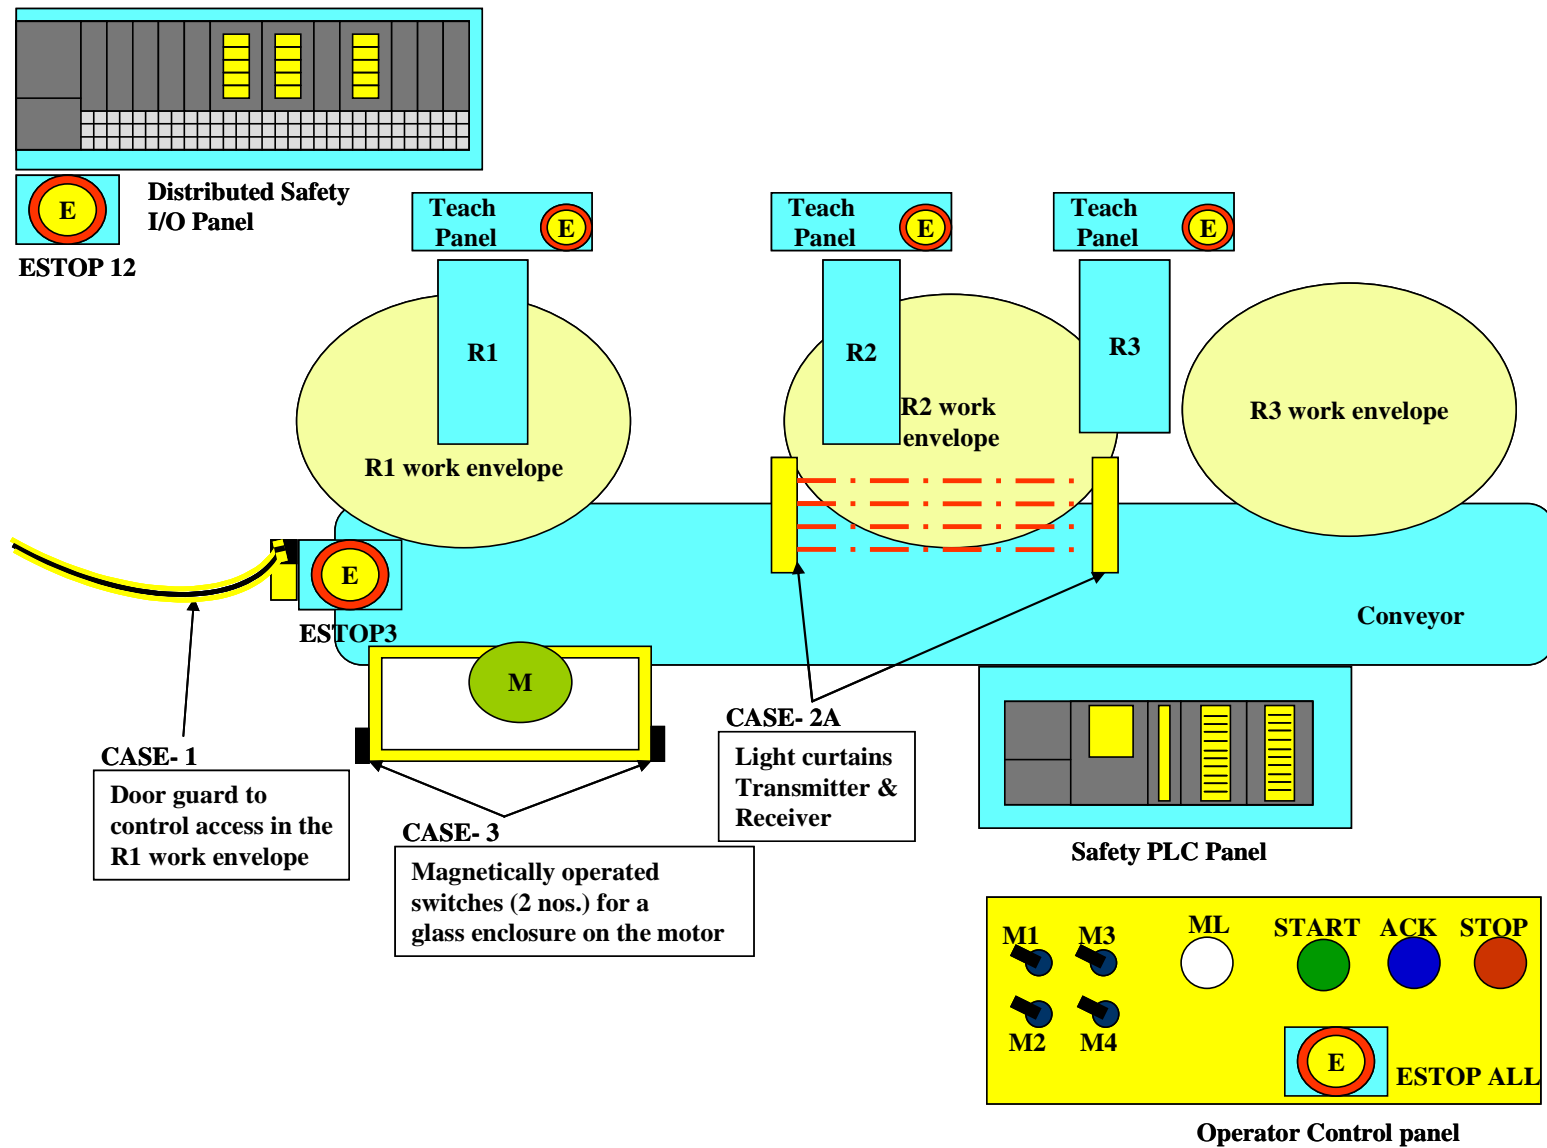 E
Distributed Safety
I/O Panel
ESTOP 12
Teach
Panel
E
Teach
Panel
E
Teach
Panel
E
R1
R2
R3
R1 work envelope
R2 work
envelope
R3 work envelope
E
ESTOP3
Conveyor
M
CASE- 1
Door guard to
control access in the
R1 work envelope
CASE- 3
Magnetically operated
switches (2 nos.) for a
glass enclosure on the motor
CASE- 2A
Light curtains
Transmitter &
Receiver
Safety PLC Panel
M1
M3
ML
START
ACK
STOP
M2
M4
E
ESTOP ALL
Operator Control panel